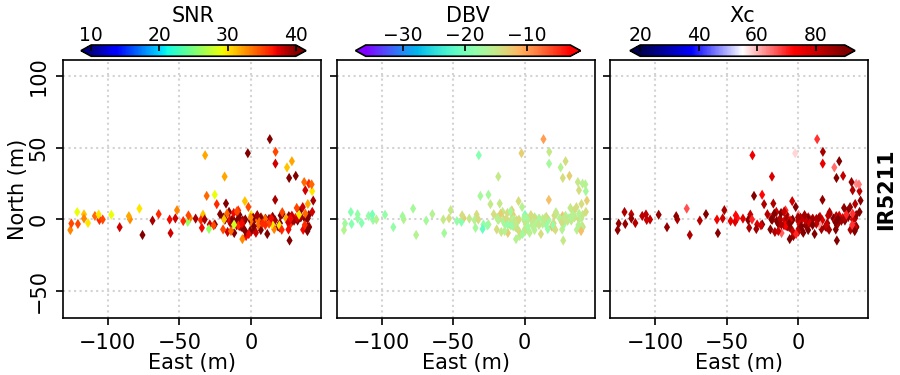 SNR DBV Xc
10 20 30 40 −30 −20 −10 20 40 60 80
100
50
0
−50
North (m)
IR5211
−100 −50 0 −100 −50 0 −100 −50 0
East (m) East (m) East (m)